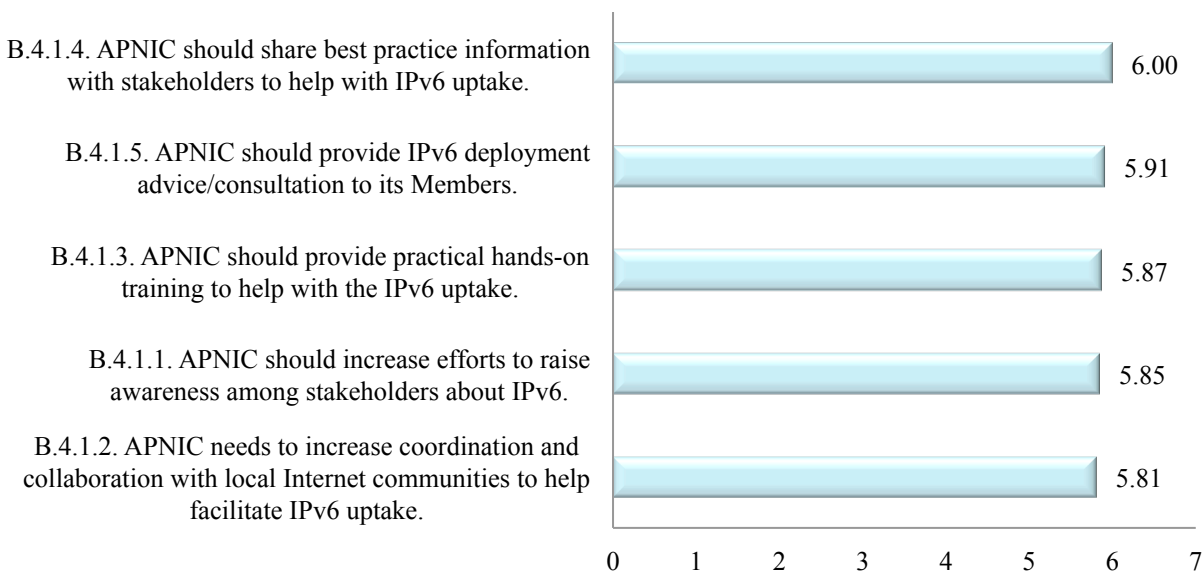 B.4.1.4. APNIC should share best practice information
with stakeholders to help with IPv6 uptake.
6.00
B.4.1.5. APNIC should provide IPv6 deployment
advice/consultation to its Members.
5.91
B.4.1.3. APNIC should provide practical hands-on
training to help with the IPv6 uptake.
5.87
B.4.1.1. APNIC should increase efforts to raise
awareness among stakeholders about IPv6.
5.85
B.4.1.2. APNIC needs to increase coordination and
collaboration with local Internet communities to help
facilitate IPv6 uptake.
5.81
0 1 2 3 4 5 6 7